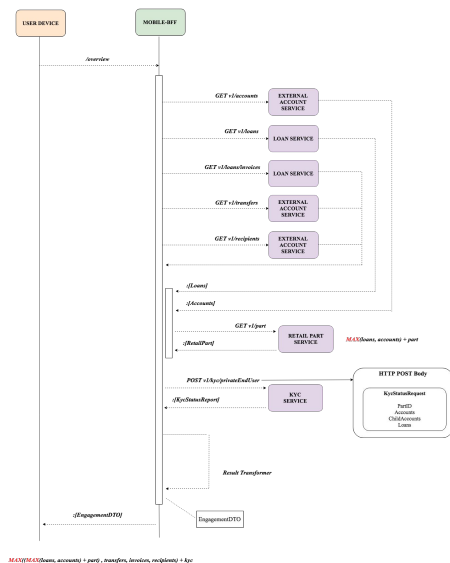 USER DEVICE
MOBILE-BFF
/overview
GET v1/accounts
EXTERNAL
ACCOUNT
SERVICE
GET v1/loans
LOAN SERVICE
GET v1/loans/invoices
LOAN SERVICE
GET v1/transfers
EXTERNAL
ACCOUNT
SERVICE
GET v1/recipients
EXTERNAL
ACCOUNT
SERVICE
:[Loans]
:[Accounts]
GET v1/part
RETAIL PART
SERVICE
MAX(loans, accounts) + part
:[RetailPart]
HTTP POST Body
POST v1/kyc/privateEndUser
KycStatusRequest
PartID
Accounts
ChildAccounts
Loans
KYC
SERVICE
:[KycStatusReport]
Result Transformer
EngagementDTO
:[EngagementDTO]
MAX((MAX(loans, accounts) + part) , transfers, invoices, recipients) + kyc